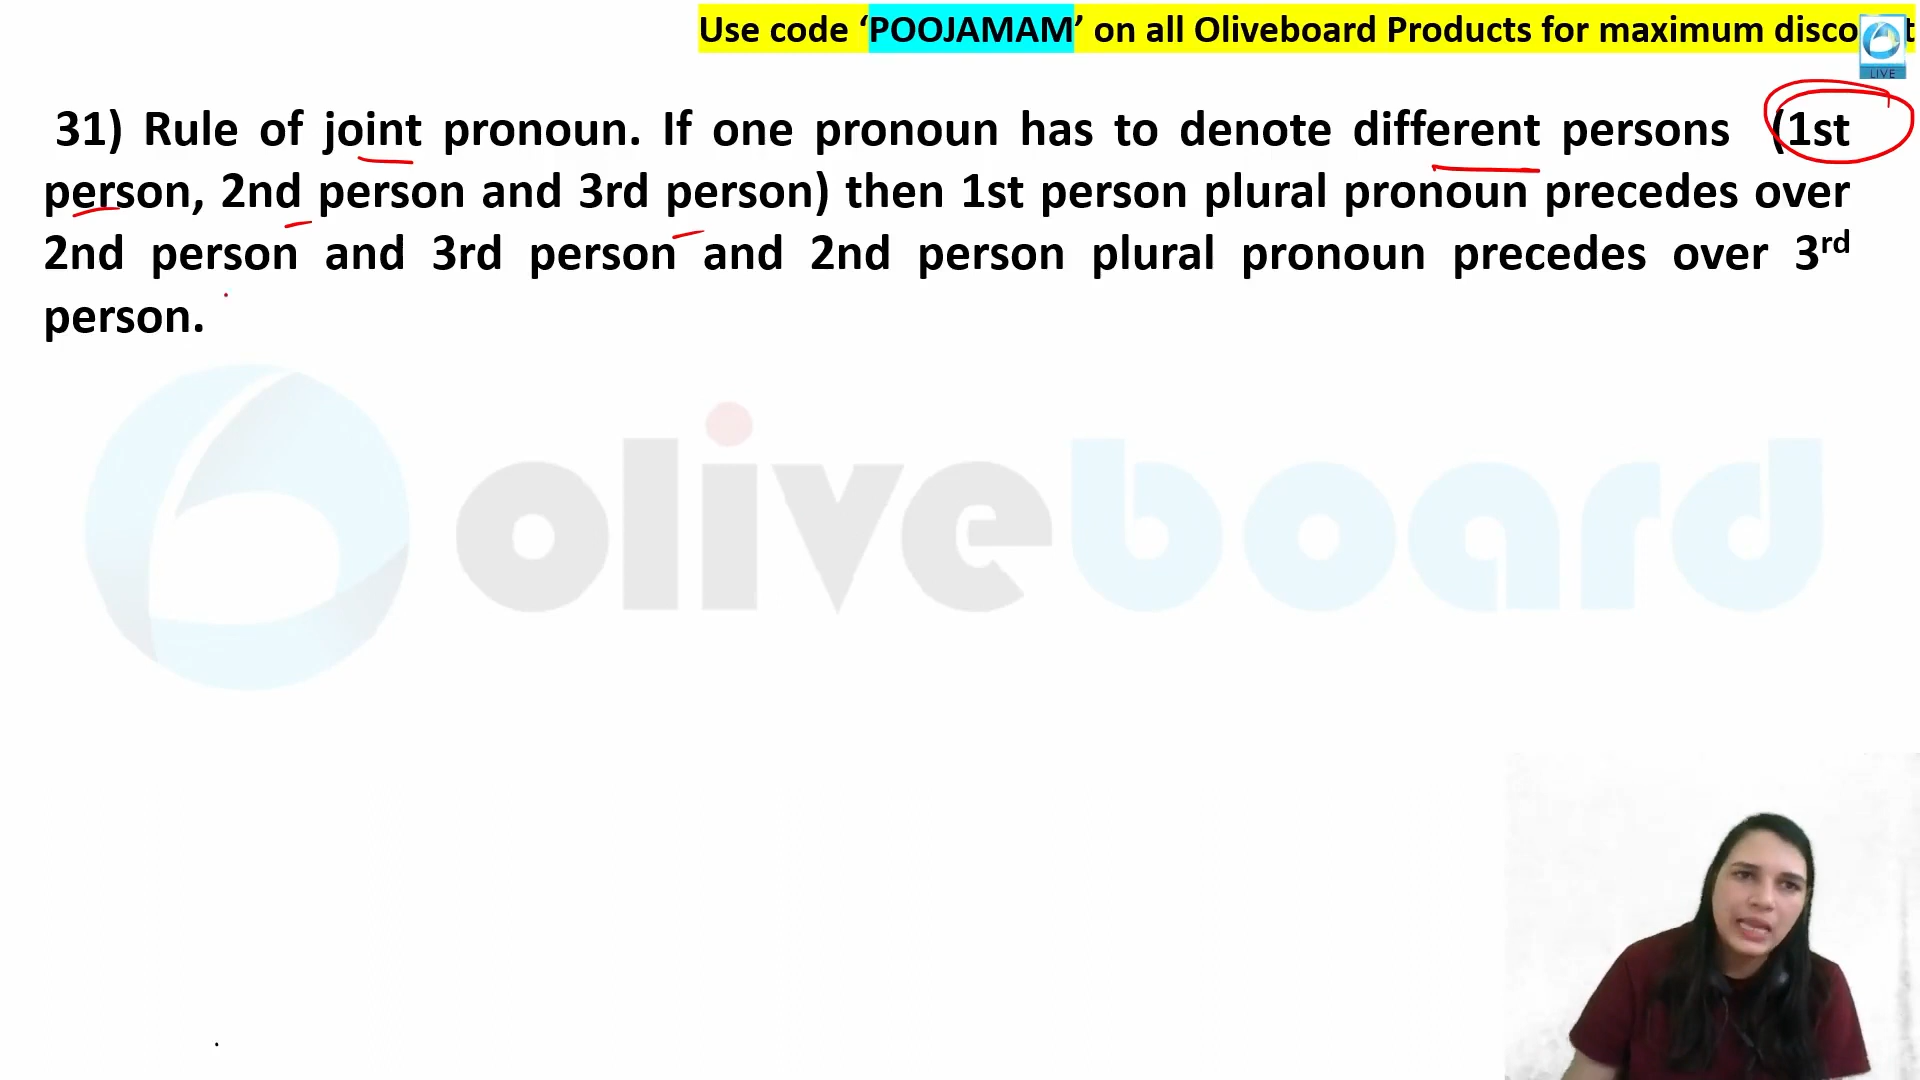 Use code ‘POOJAMAM’ on all Oliveboard Products for maximum disco t
LIVE
31) Rule of joint pronoun. If one pronoun has to denote different persons (1st
person, 2nd person and 3rd person) then 1st person plural pronoun precedes over
2nd person and 3rd person and 2nd person plural pronoun precedes over 3rd
person.
oliveboard